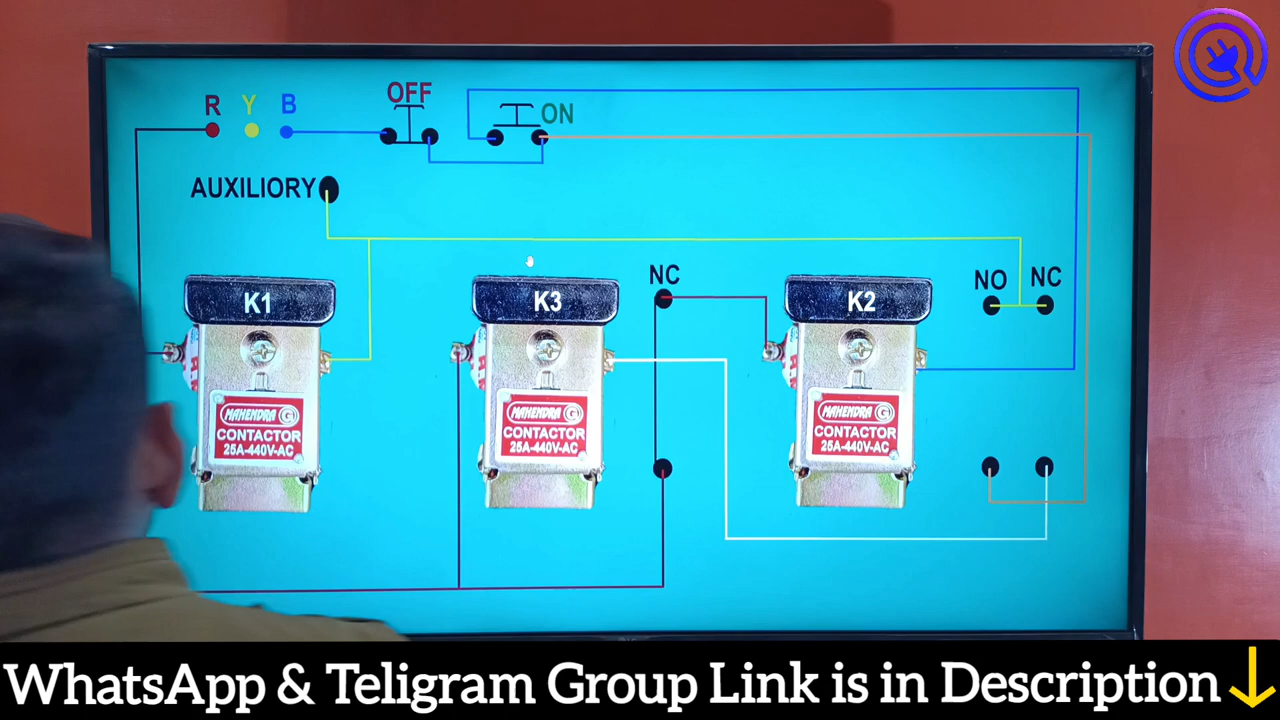 OFF
R Y B
ON
AUXILIORY
NC
NO NC
K1
K3
K2
MAHENDRA G
CONTACTOR
25A-440V-AC
MAHENDRA G
CONTACTOR
25A-440V-AC
MAHENDRA G
CONTACTOR
25A-440V-AC
WhatsApp & Teligram Group Link is in Description